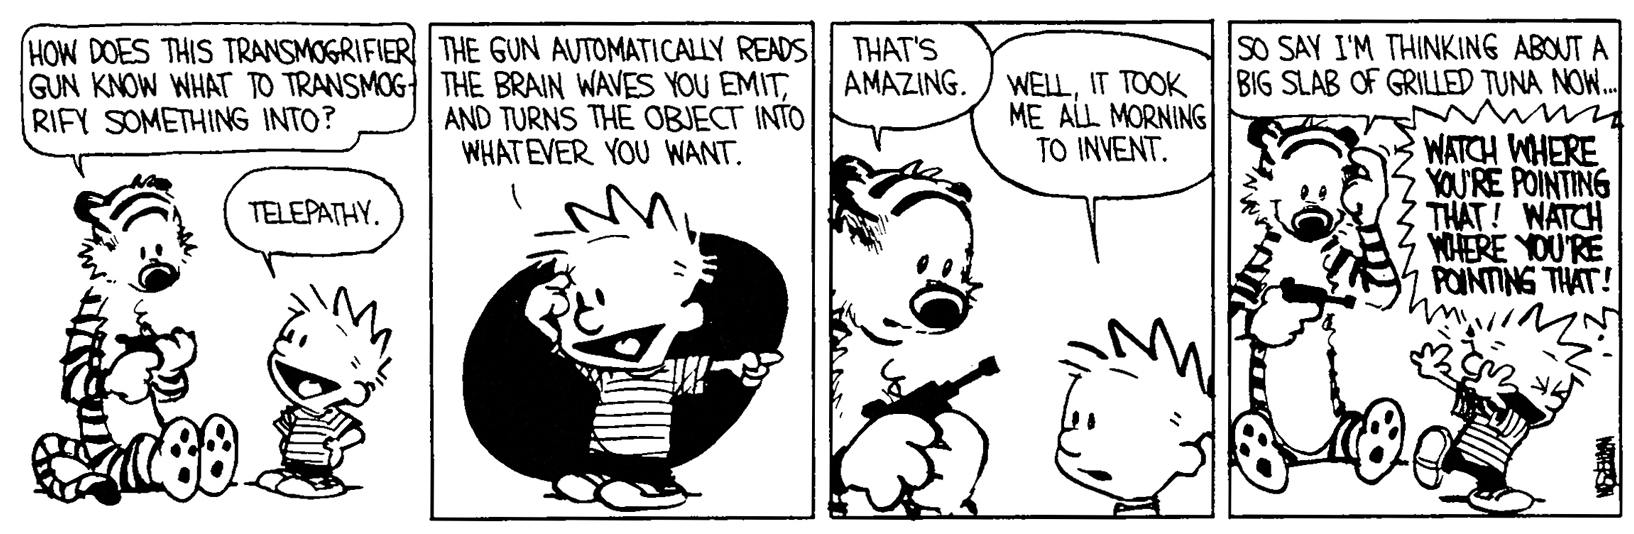 HOW DOES THIS TRANSMOGRIFIER
GUN KNOW WHAT TO TRANSMOG-
RIFY SOMETHING INTO?
TELEPATHY.
THE GUN AUTOMATICALLY READS
THE BRAIN WAVES YOU EMIT,
AND TURNS THE OBJECT INTO
WHATEVER YOU WANT.
THAT'S
AMAZING.
WELL, IT TOOK
ME ALL MORNING
TO INVENT.
SO SAY I'M THINKING ABOUT A
BIG SLAB OF GRILLED TUNA NOW...
WATCH WHERE
YOU'RE POINTING
THAT! WATCH
WHERE YOU'RE
POINTING THAT!
WATTERSON